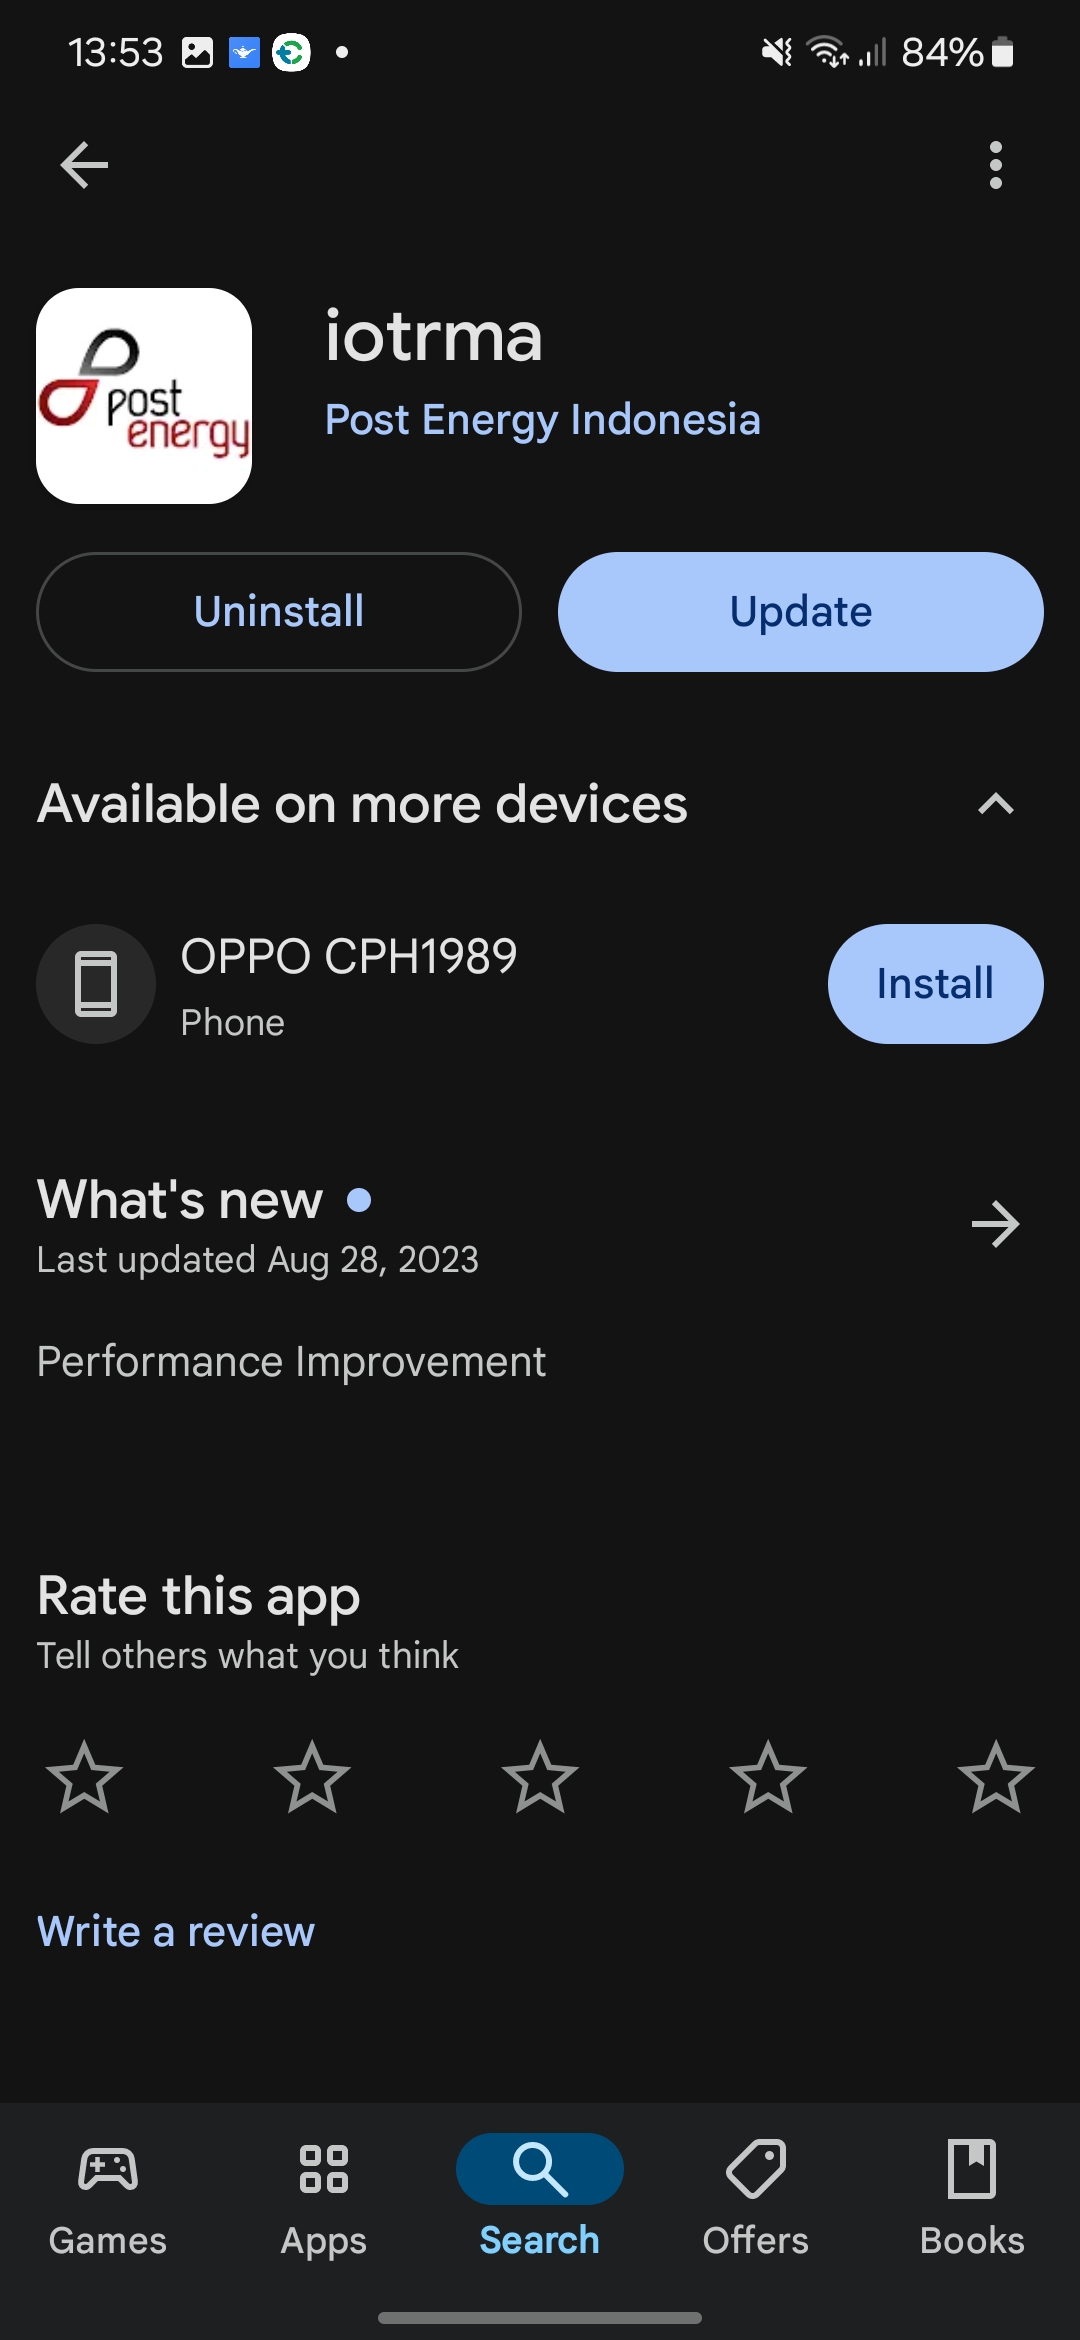 13:53
84%
post
energy
iotrma
Post Energy Indonesia
Uninstall
Update
Available on more devices
OPPO CPH1989
Phone
Install
What's new
Last updated Aug 28, 2023
Performance Improvement
Rate this app
Tell others what you think
Write a review
Games
Apps
Search
Offers
Books